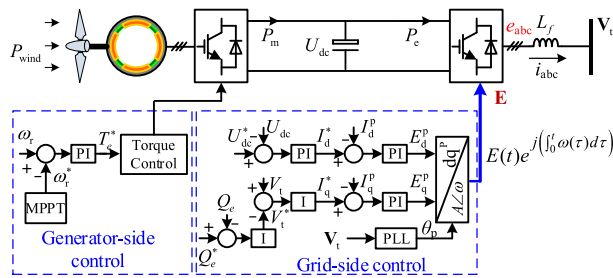 P_wind
P_m
U_dc
P_e
e_abc
L_f
V_t
i_abc
E
ω_r
+
-
ω_r^*
MPPT
PI
T_e^*
Torque
Control
Generator-side
control
U_dc^*
-
U_dc
+
PI
I_d^*
-
I_d^p
+
PI
E_d^p
+
V_t
-
V_t^*
I
I_q^*
-
I_q^p
+
PI
E_q^p
Q_e
-
+
Q_e^*
I
V_t
PLL
θ_p
dq^p
A∠ω
E(t)e^{j(∫_0^t ω(τ)dτ)}
Grid-side control